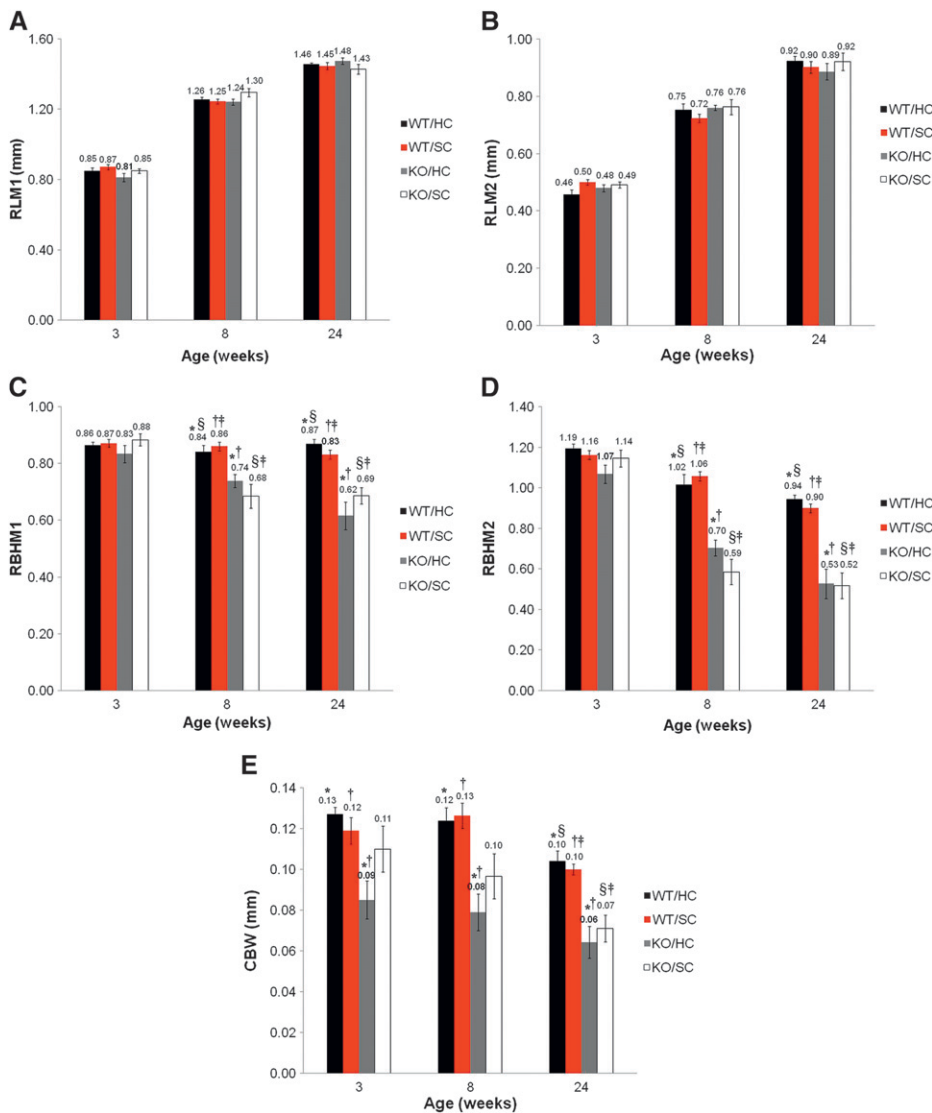 A
1.60
1.20
0.80
0.40
0.00
RLM1 (mm)
0.85 0.87 0.81 0.85
1.26 1.25 1.24 1.30
1.46 1.45 1.48 1.43
3 8 24
Age (weeks)
WT/HC
WT/SC
KO/HC
KO/SC
B
1.00
0.80
0.60
0.40
0.20
0.00
RLM2 (mm)
0.46 0.50 0.48 0.49
0.75 0.72 0.76 0.76
0.92 0.90 0.89 0.92
3 8 24
Age (weeks)
WT/HC
WT/SC
KO/HC
KO/SC
C
1.00
0.80
0.60
0.40
0.20
0.00
RBHM1
0.86 0.87 0.83 0.88
*§ †‡ *† §‡
0.84 0.86 0.74 0.68
*§ †‡ *† §‡
0.87 0.83 0.62 0.69
3 8 24
Age (weeks)
WT/HC
WT/SC
KO/HC
KO/SC
D
1.40
1.20
1.00
0.80
0.60
0.40
0.20
0.00
RBHM2
1.19 1.16 1.07 1.14
*§ †‡ *† §‡
1.02 1.06 0.70 0.59
*§ †‡ *† §‡
0.94 0.90 0.53 0.52
3 8 24
Age (weeks)
WT/HC
WT/SC
KO/HC
KO/SC
E
0.14
0.12
0.10
0.08
0.06
0.04
0.02
0.00
CBW (mm)
* † *†
0.13 0.12 0.09 0.11
* † *†
0.12 0.13 0.08 0.10
*§ †‡ *† §‡
0.10 0.10 0.06 0.07
3 8 24
Age (weeks)
WT/HC
WT/SC
KO/HC
KO/SC